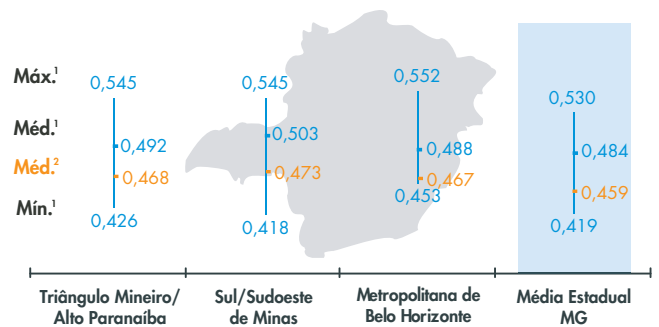 Máx.¹ 0,545 0,545 0,552 0,530
Méd.¹ 0,492 0,503 0,488 0,484
Méd.² 0,468 0,473 0,467 0,459
Mín.¹ 0,426 0,418 0,453 0,419
Triângulo Mineiro/ Sul/Sudoeste Metropolitana de Média Estadual
Alto Paranaíba de Minas Belo Horizonte MG